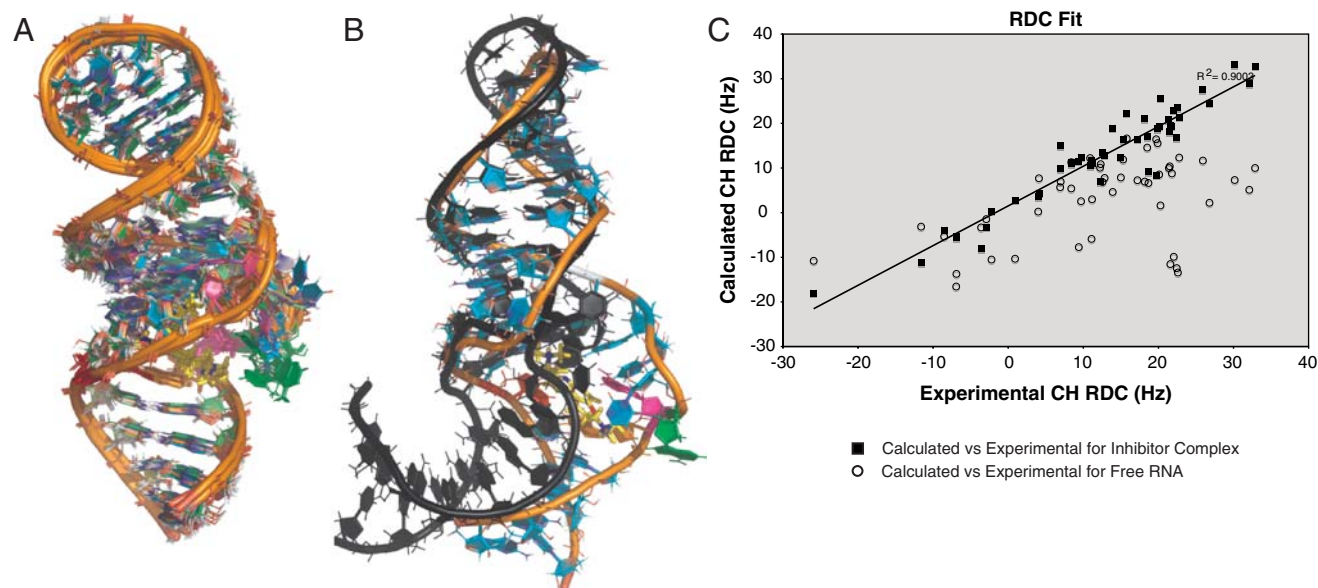 A
B
C
RDC Fit
40
30
20
10
0
-10
-20
-30
-30
-20
-10
0
10
20
30
40
R2= 0.9002
Calculated CH RDC (Hz)
Experimental CH RDC (Hz)
Calculated vs Experimental for Inhibitor Complex
Calculated vs Experimental for Free RNA